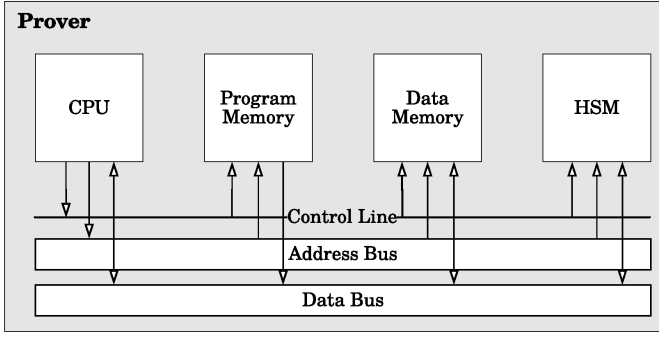 Prover
CPU
Program
Memory
Data
Memory
HSM
Control Line
Address Bus
Data Bus